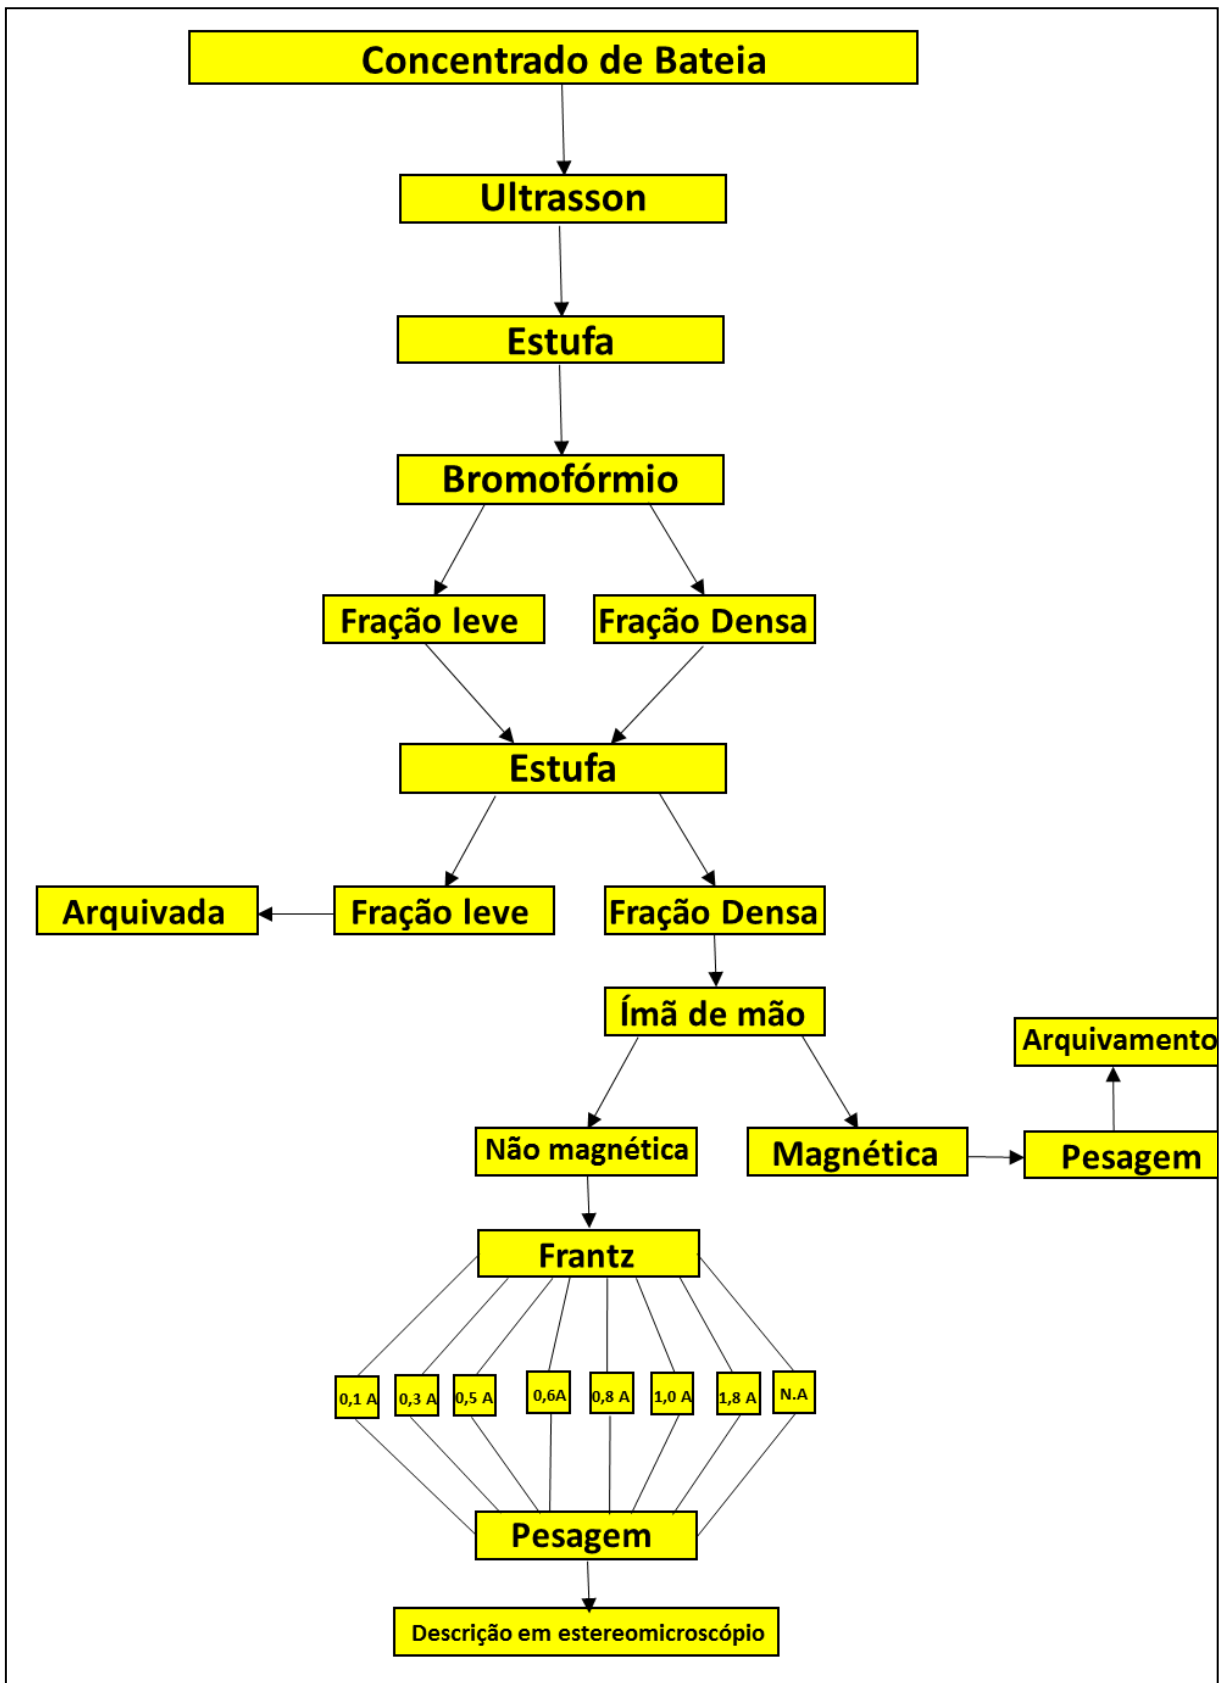 Concentrado de Bateia
Ultrasson
Estufa
Bromofórmio
Fração leve
Fração Densa
Estufa
Arquivada
Fração leve
Fração Densa
Ímã de mão
Arquivamento
Não magnética
Magnética
Pesagem
Frantz
0,1 A
0,3 A
0,5 A
0,6A
0,8 A
1,0 A
1,8 A
N.A
Pesagem
Descrição em estereomicroscópio